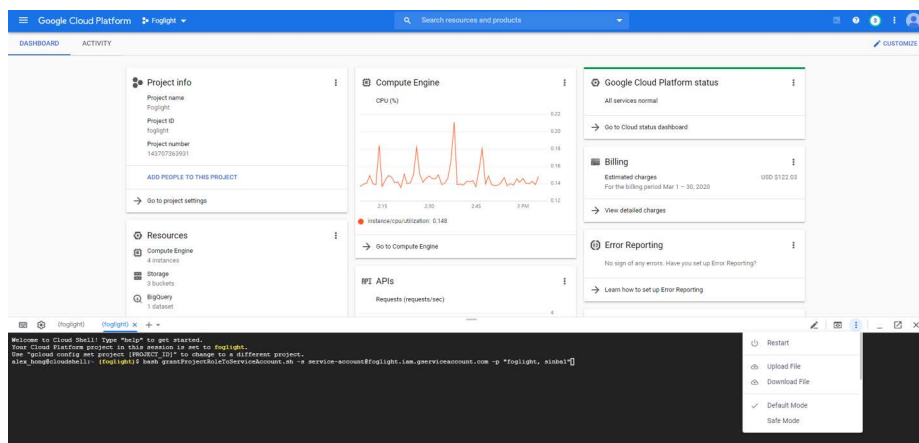 Google Cloud Platform
Foglight
Search resources and products
DASHBOARD
ACTIVITY
CUSTOMIZE
Project info
Project name
Foglight
Project ID
foglight
Project number
143707363931
ADD PEOPLE TO THIS PROJECT
Go to project settings
Resources
Compute Engine
4 instances
Storage
3 buckets
BigQuery
1 dataset
Compute Engine
CPU (%)
0.22
0.20
0.18
0.16
0.14
0.12
2:15 2:30 2:45 3 PM
instance/cpu/utilization: 0.148
Go to Compute Engine
RPI APIs
Requests (requests/sec)
4
Google Cloud Platform status
All services normal
Go to Cloud status dashboard
Billing
Estimated charges USD $122.03
For the billing period Mar 1 – 30, 2020
View detailed charges
Error Reporting
No sign of any errors. Have you set up Error Reporting?
Learn how to set up Error Reporting
(foglight) (foglight)
Welcome to Cloud Shell! Type "help" to get started.
Your Cloud Platform project in this session is set to foglight.
Use "gcloud config set project [PROJECT_ID]" to change to a different project.
alex_hong@cloudshell:~ (foglight)$ bash grantProjectRoleToServiceAccount.sh -s service-account@foglight.iam.gserviceaccount.com -p "foglight, sinba1"
Restart
Upload File
Download File
Default Mode
Safe Mode